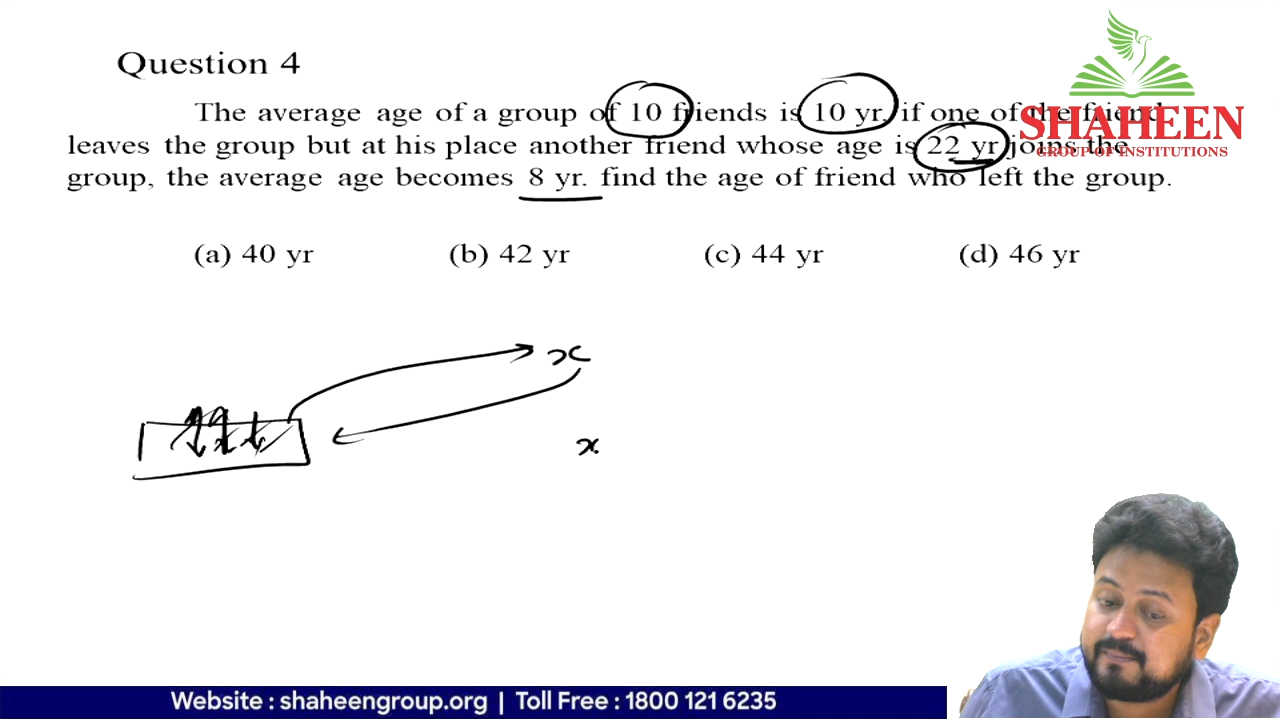 Question 4
The average age of a group of 10 friends is 10 yr, if one of the friend
leaves the group but at his place another friend whose age is 22 yr joins the
group, the average age becomes 8 yr. find the age of friend who left the group.
(a) 40 yr (b) 42 yr (c) 44 yr (d) 46 yr
SHAHEEN
GROUP OF INSTITUTIONS
x
x
Website : shaheengroup.org | Toll Free : 1800 121 6235